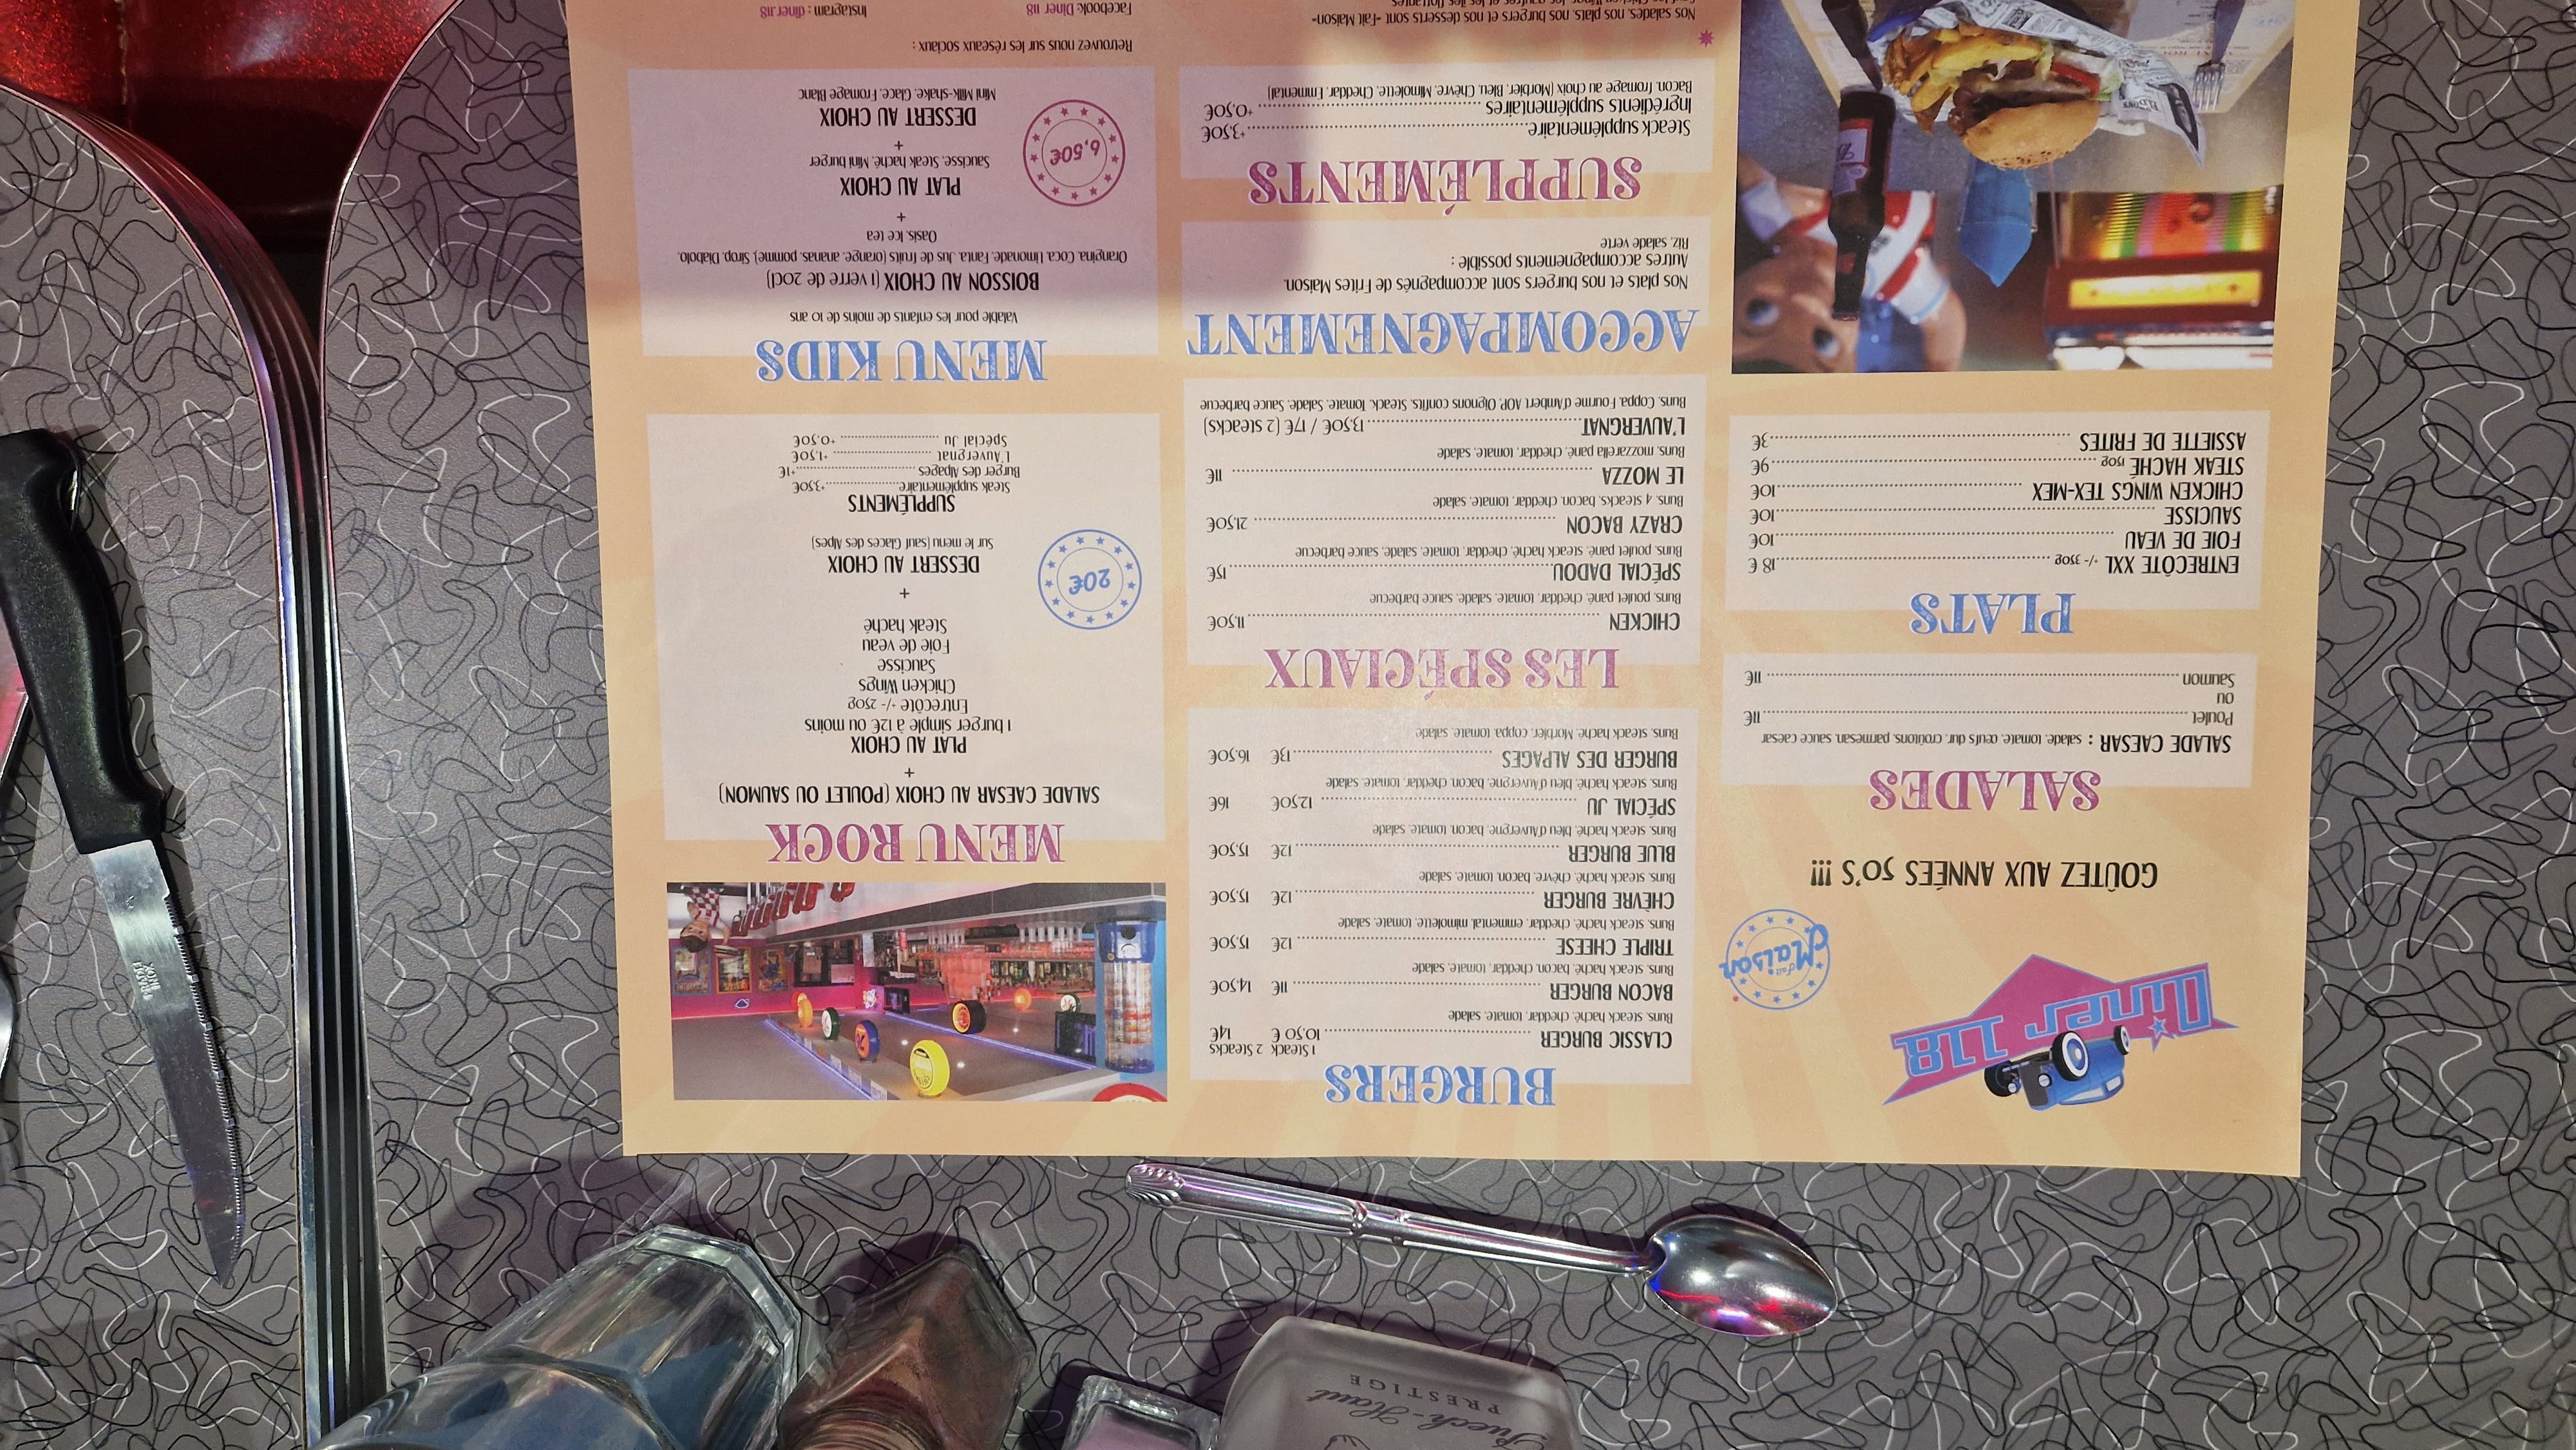 Diner 118
Fait
Maison
GOÛTEZ AUX ANNÉES 50'S !!!
SALADES
SALADE CAESAR : salade, tomate, œufs dur, croûtons, parmesan, sauce caesar
Poulet 11€
ou
Saumon 11€
PLATS
ENTRECÔTE XXL +/- 350g 18 €
FOIE DE VEAU 10€
SAUCISSE 10€
CHICKEN WINGS TEX-MEX 10€
STEAK HACHÉ 150g 9€
ASSIETTE DE FRITES 3€
BURGERS
1 Steack 2 Steacks
CLASSIC BURGER 10,50 € 14€
Buns, steack haché, cheddar, tomate, salade
BACON BURGER 11€ 14,50€
Buns, steack haché, bacon, cheddar, tomate, salade
TRIPLE CHEESE 12€ 15,50€
Buns, steack haché, cheddar, emmental, mimolette, tomate, salade
CHÈVRE BURGER 12€ 15,50€
Buns, steack haché, chèvre, bacon, tomate, salade
BLUE BURGER 12€ 15,50€
Buns, steack haché, bleu d'Auvergne, bacon, tomate, salade
SPÉCIAL JU 12,50€ 16€
Buns, steack haché, bleu d'Auvergne, bacon, cheddar, tomate, salade
BURGER DES ALPAGES 13€ 16,50€
Buns, steack haché, Morbier, coppa, tomate, salade
LES SPÉCIAUX
CHICKEN 11,50€
Buns, poulet pané, cheddar, tomate, salade, sauce barbecue
SPÉCIAL DADOU 15€
Buns, poulet pané, steack haché, cheddar, tomate, salade, sauce barbecue
CRAZY BACON 21,50€
Buns, 4 steacks, bacon, cheddar, tomate, salade
LE MOZZA 11€
Buns, mozzarella pané, cheddar, tomate, salade
L'AUVERGNAT 13,50€ / 17€ (2 steacks)
Buns, Coppa, Fourme d'Ambert AOP, Oignons confits, Steack, Tomate, Salade, Sauce barbecue
ACCOMPAGNEMENT
Nos plats et nos burgers sont accompagnés de Frites Maison.
Autres accompagnements possible :
Riz, salade verte
SUPPLÉMENTS
Steack supplémentaire +3,50€
Ingrédients supplémentaires +0,50€
Bacon, fromage au choix (Morbier, Bleu, Chèvre, Mimolette, Cheddar, Emmental)
Nos salades, nos plats, nos burgers et nos desserts sont «Fait Maison»
MENU ROCK
SALADE CAESAR AU CHOIX (POULET OU SAUMON)
+
PLAT AU CHOIX
1 burger simple à 12€ ou moins
Entrecôte +/- 250g
Chicken Wings
Saucisse
Foie de veau
Steak haché
+
DESSERT AU CHOIX
Sur le menu (sauf Glaces des Alpes)
20€
SUPPLÉMENTS
Steak supplémentaire +3,50€
Burger des Alpages +1€
L'Auvergnat +1,50€
Spécial Ju +0,50€
MENU KIDS
Valable pour les enfants de moins de 10 ans
BOISSON AU CHOIX (1 verre de 20cl)
Orangina, Coca, Limonade, Fanta, Jus de fruits (orange, ananas, pomme), Sirop, Diabolo,
Oasis, Ice tea
+
PLAT AU CHOIX
Saucisse, Steak haché, Mini burger
+
DESSERT AU CHOIX
Mini Milk-shake, Glace, Fromage Blanc
6,50€
Retrouvez nous sur les réseaux sociaux :
Facebook: Diner 118 Instagram : diner.118
Puech-Haut
PRESTIGE
INOX